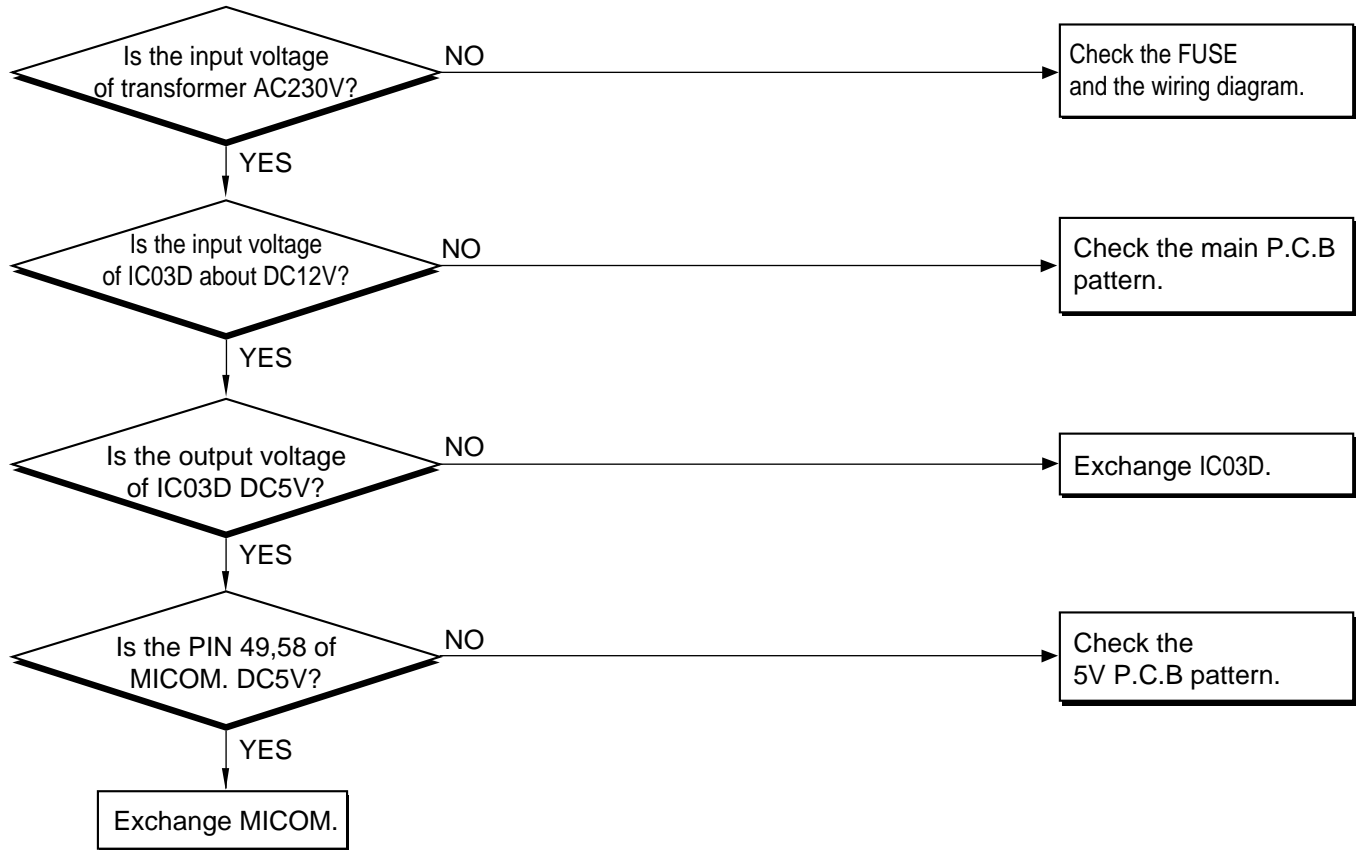 Is the input voltage
of transformer AC230V?
NO
Check the FUSE
and the wiring diagram.
YES
Is the input voltage
of IC03D about DC12V?
NO
Check the main P.C.B
pattern.
YES
Is the output voltage
of IC03D DC5V?
NO
Exchange IC03D.
YES
Is the PIN 49,58 of
MICOM. DC5V?
NO
Check the
5V P.C.B pattern.
YES
Exchange MICOM.